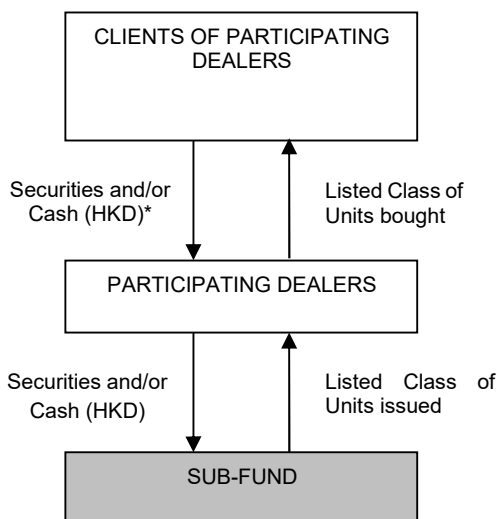 CLIENTS OF PARTICIPATING
DEALERS
Securities and/or
Cash (HKD)*
Listed Class of
Units bought
PARTICIPATING DEALERS
Securities and/or
Cash (HKD)
Listed Class of
Units issued
SUB-FUND